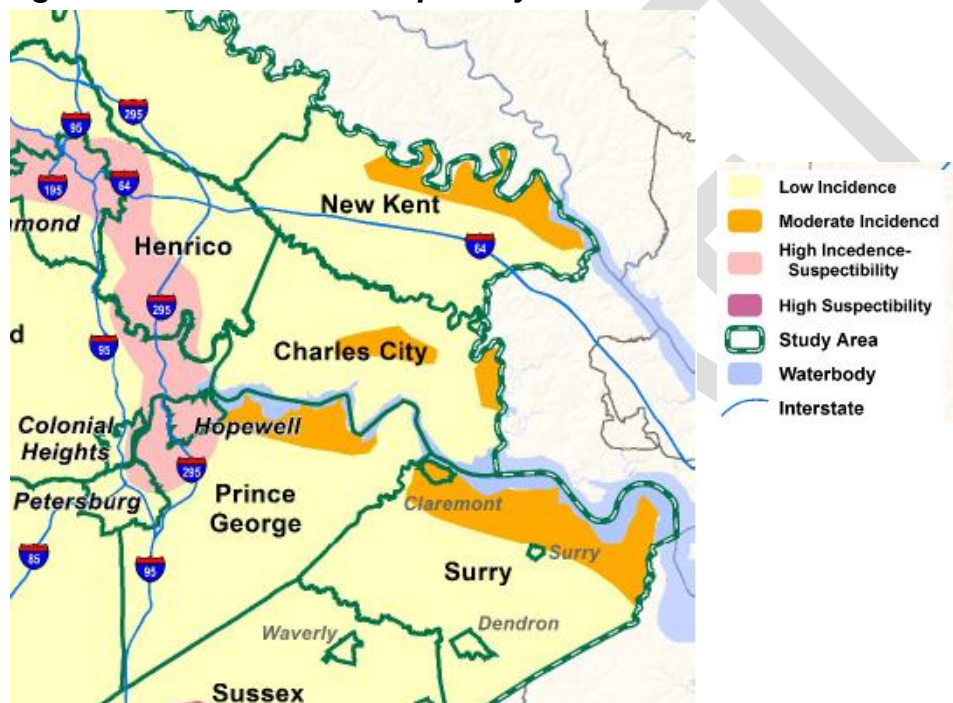 295
95
64
195
mmond
Henrico
New Kent
64
295
d
95
Charles City
Colonial
Heights
Hopewell
295
Petersburg
Prince
George
Claremont
85
95
Surry
Surry
Waverly
Dendron
Sussex
Low Incidence
Moderate Incidencd
High Incedence-
Suspectibility
High Suspectibility
Study Area
Waterbody
Interstate